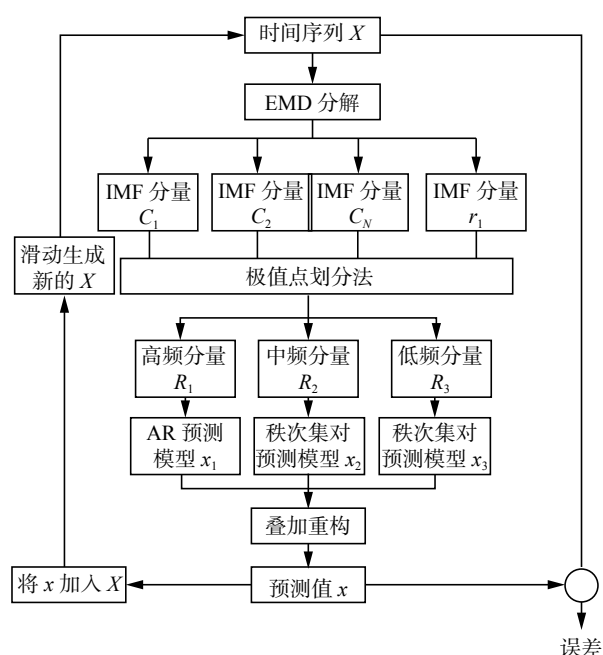 时间序列 X
EMD 分解
IMF 分量
C₁
IMF 分量
C₂
IMF 分量
C_N
IMF 分量
r₁
滑动生成
新的 X
极值点划分法
高频分量
R₁
中频分量
R₂
低频分量
R₃
AR 预测
模型 x₁
秩次集对
预测模型 x₂
秩次集对
预测模型 x₃
叠加重构
将 x 加入 X
预测值 x
误差